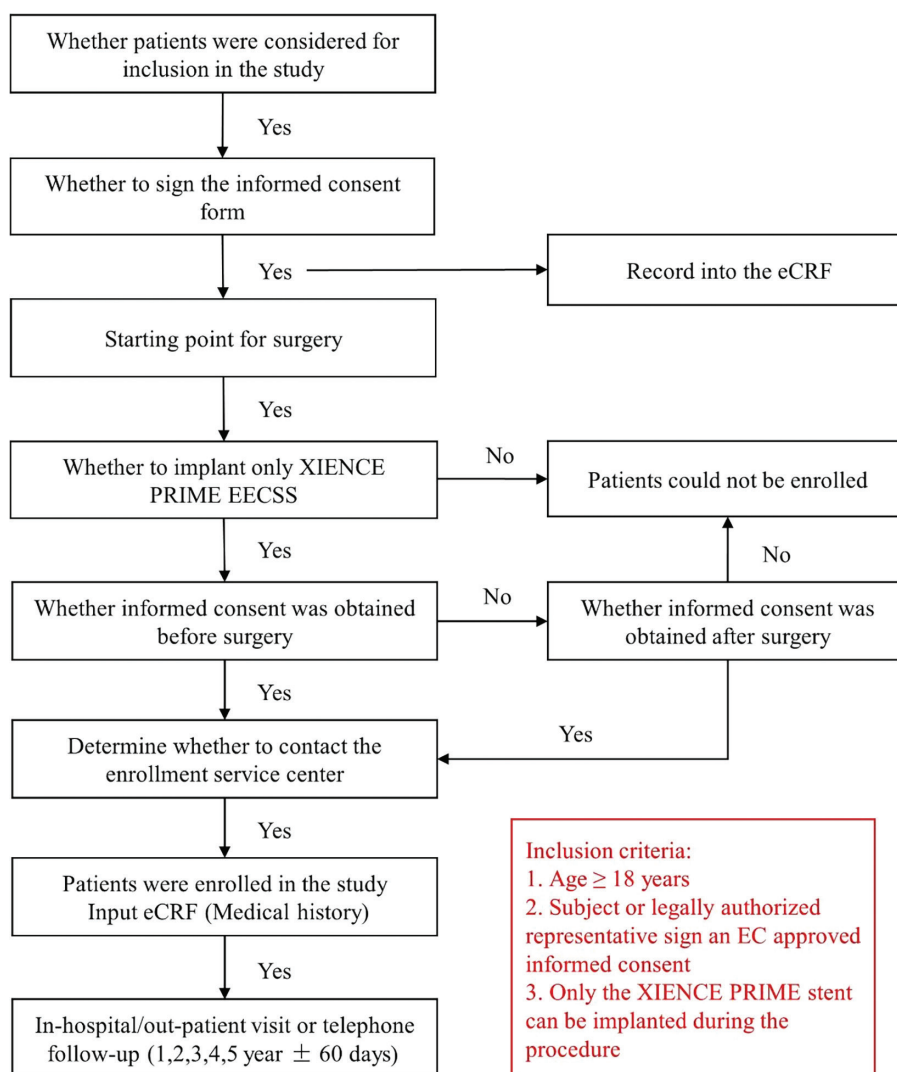 Whether patients were considered for
inclusion in the study
Yes
Whether to sign the informed consent
form
Yes
Record into the eCRF
Starting point for surgery
Yes
Whether to implant only XIENCE
PRIME EECSS
No
Patients could not be enrolled
Yes
No
Whether informed consent was obtained
before surgery
No
Whether informed consent was
obtained after surgery
Yes
Yes
Determine whether to contact the
enrollment service center
Yes
Patients were enrolled in the study
Input eCRF (Medical history)
Yes
In-hospital/out-patient visit or telephone
follow-up (1,2,3,4,5 year ± 60 days)
Inclusion criteria:
1. Age ≥ 18 years
2. Subject or legally authorized
representative sign an EC approved
informed consent
3. Only the XIENCE PRIME stent
can be implanted during the
procedure